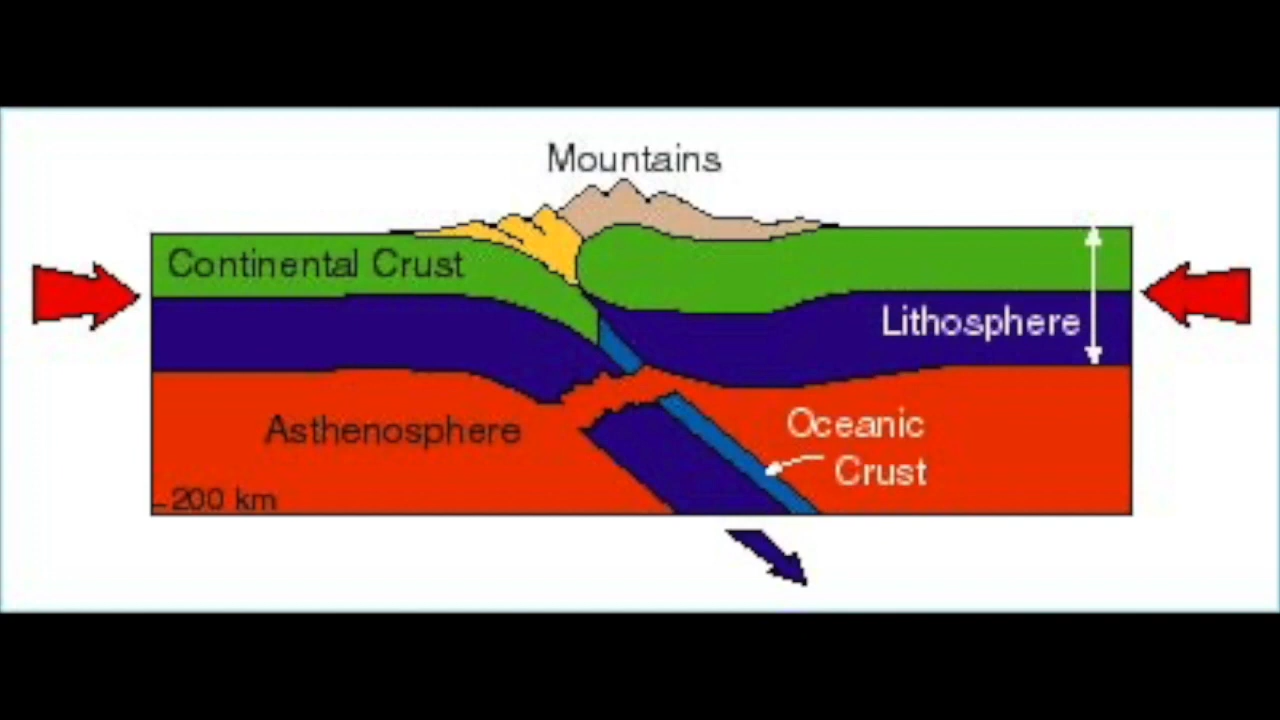 Mountains
Continental Crust
Lithosphere
Asthenosphere
Oceanic
Crust
200 km